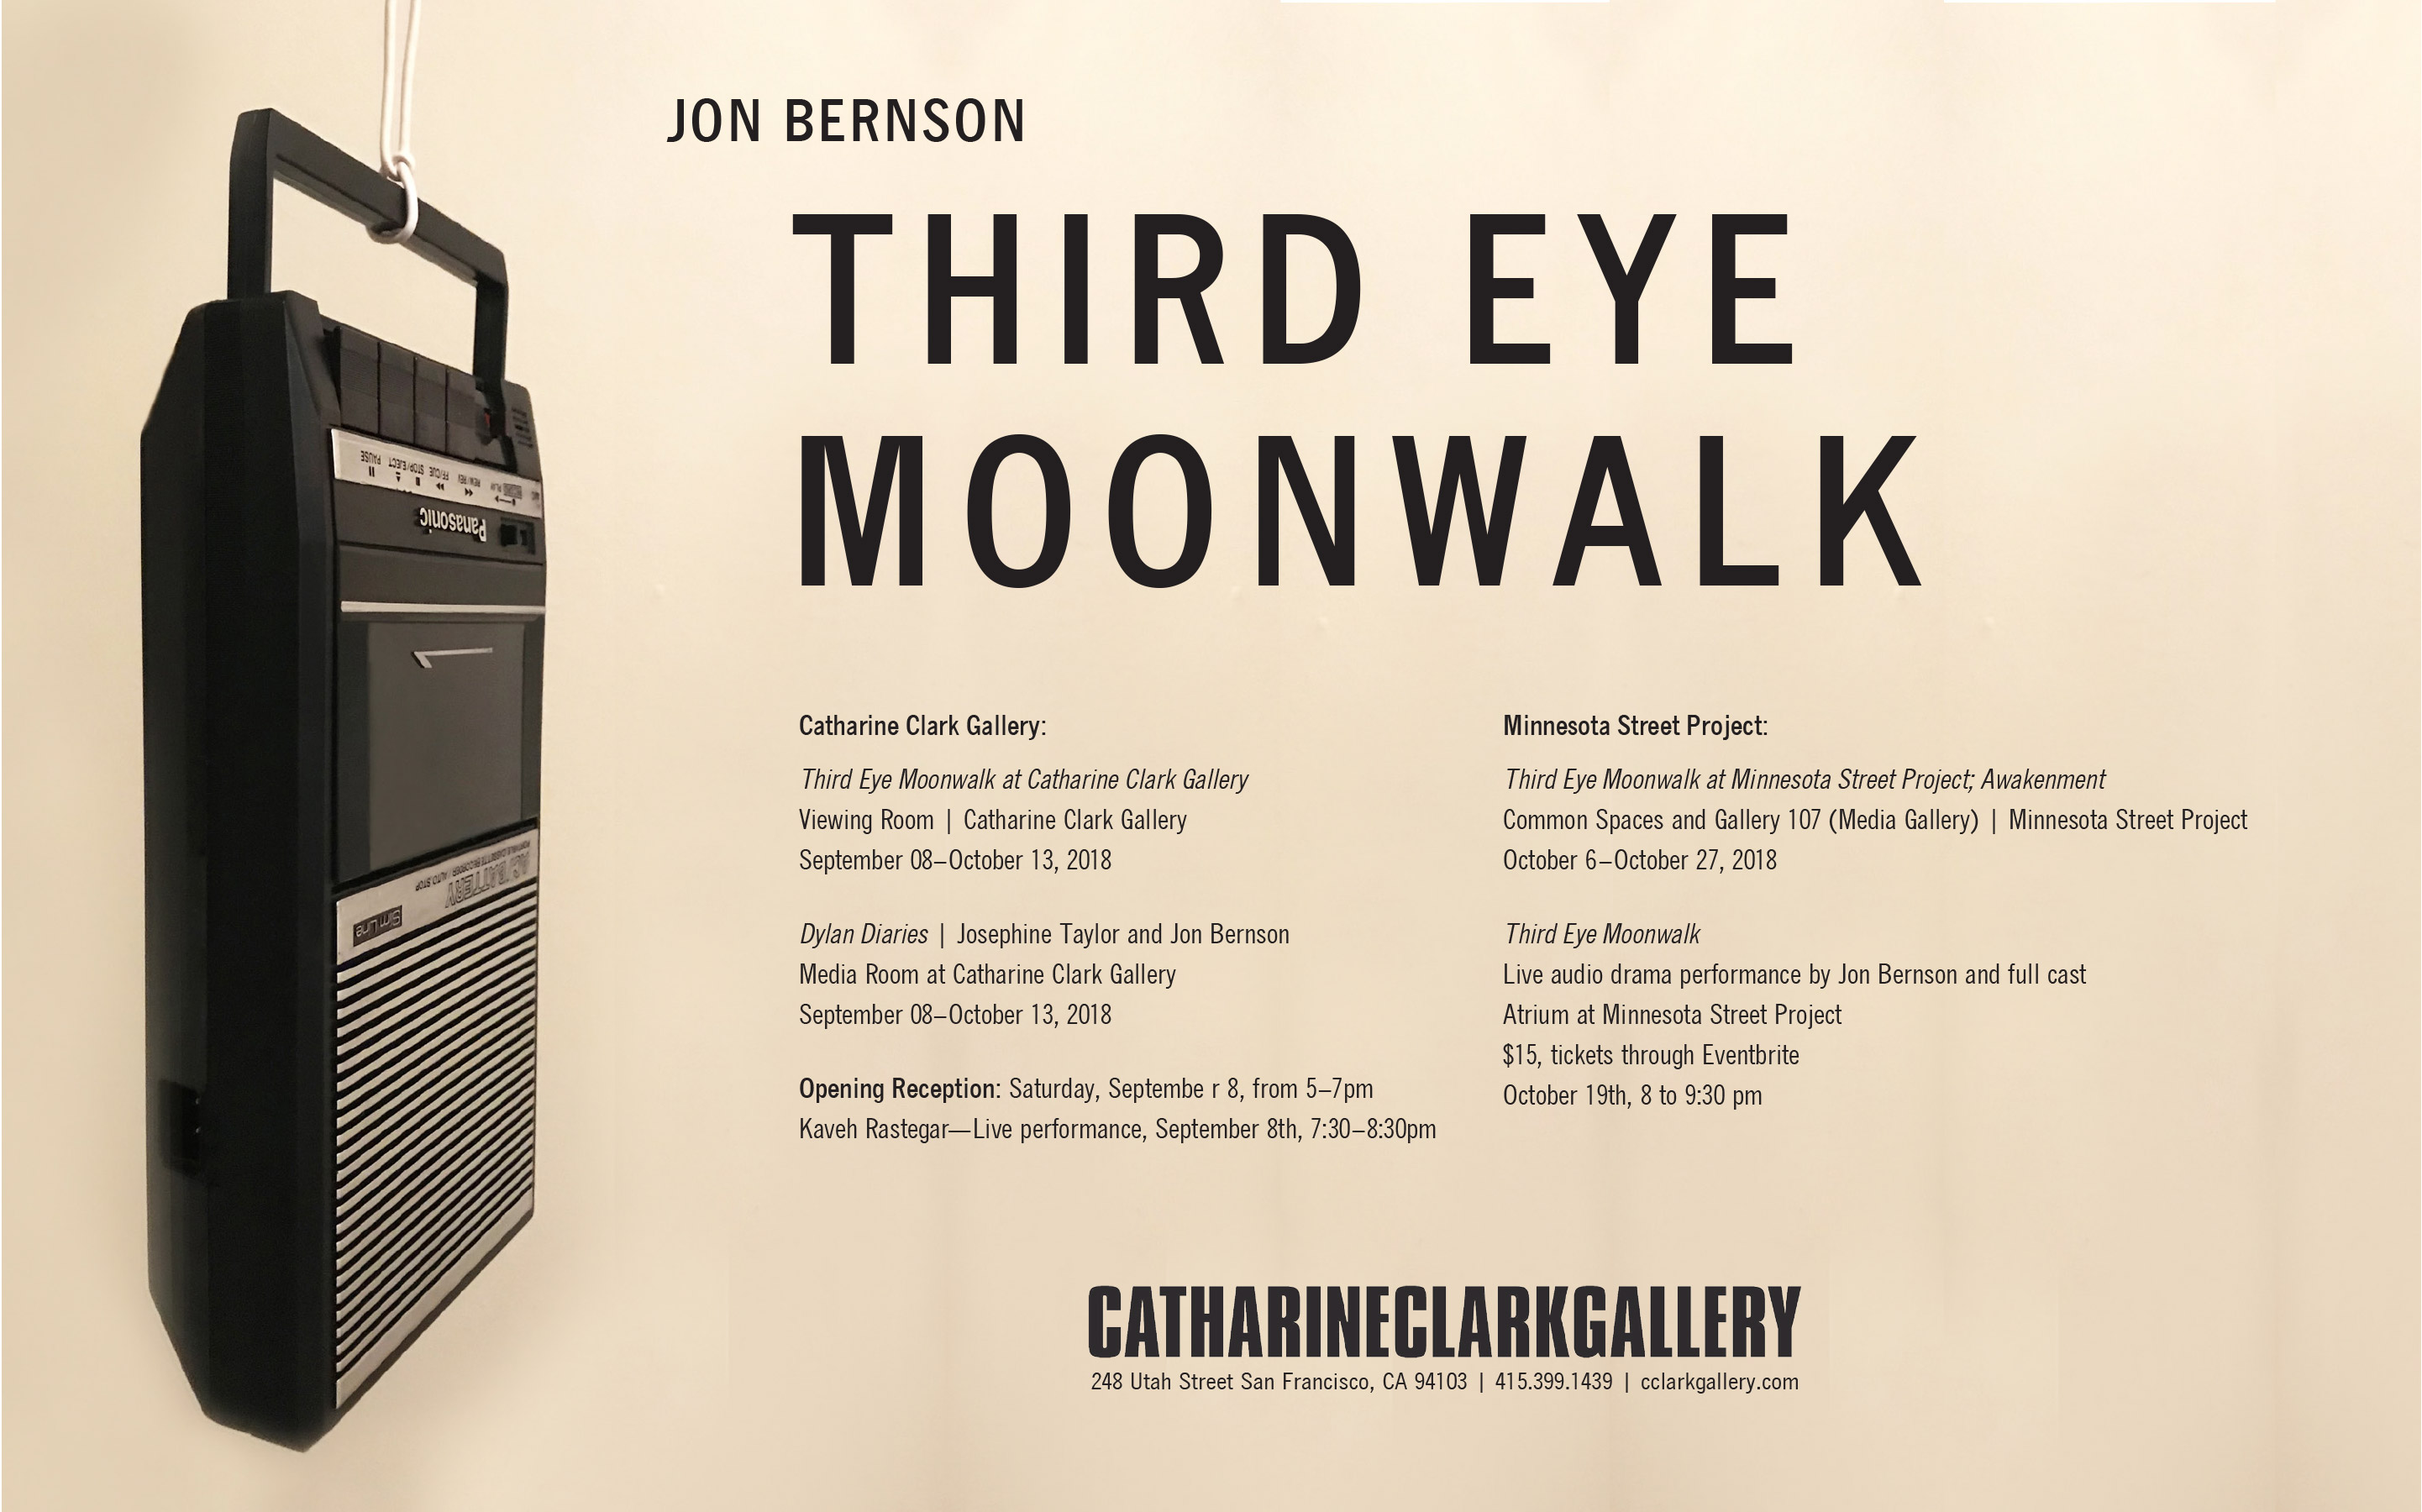 JON BERNSON
THIRD EYE
MOONWALK
Catharine Clark Gallery:
Third Eye Moonwalk at Catharine Clark Gallery
Viewing Room | Catharine Clark Gallery
September 08–October 13, 2018
Dylan Diaries | Josephine Taylor and Jon Bernson
Media Room at Catharine Clark Gallery
September 08–October 13, 2018
Opening Reception: Saturday, Septembe r 8, from 5–7pm
Kaveh Rastegar—Live performance, September 8th, 7:30–8:30pm
Minnesota Street Project:
Third Eye Moonwalk at Minnesota Street Project; Awakenment
Common Spaces and Gallery 107 (Media Gallery) | Minnesota Street Project
October 6–October 27, 2018
Third Eye Moonwalk
Live audio drama performance by Jon Bernson and full cast
Atrium at Minnesota Street Project
$15, tickets through Eventbrite
October 19th, 8 to 9:30 pm
CATHARINECLARKGALLERY
248 Utah Street San Francisco, CA 94103 | 415.399.1439 | cclarkgallery.com
PLAY REW/REV FF/CUE STOP/EJECT PAUSE
Panasonic
BATTERY
PORTABLE CASSETTE RECORDER / AUTO STOP
Slim Line